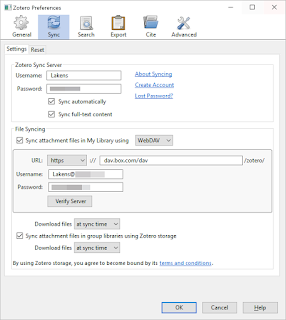 Zotero Preferences
General Sync Search Export Cite Advanced
Settings Reset
Zotero Sync Server
Username: Lakens About Syncing
Create Account
Password: Lost Password?
Sync automatically
Sync full-text content
File Syncing
Sync attachment files in My Library using WebDAV
URL: https :// dav.box.com/dav /zotero/
Username: Lakens@
Password:
Verify Server
Download files at sync time
Sync attachment files in group libraries using Zotero storage
Download files at sync time
By using Zotero storage, you agree to become bound by its terms and conditions.
OK Cancel Help